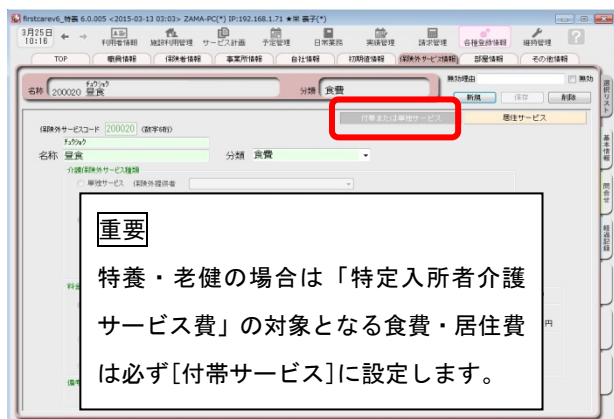 firstcarev6_特養 6.0.005 <2015-03-13 03:03> ZAMA-PC(*) IP:192.168.1.71
3月25日
10:16
利用者情報 施設利用管理 サービス計画 予定管理 日常業務 実績管理 請求管理 各種登録情報 維持管理
TOP 職員情報 保険者情報 事業所情報 自社情報 初期値情報 保険外サービス情報 部屋情報 その他情報
無効理由 無効
チュウショク
名称 200020 昼食 分類 食費
新規 保存 削除
選択リスト
付帯または単独サービス 居住サービス
保険外サービスコード 200020 (数字6桁)
チュウショク
名称 昼食 分類 食費
基本情報
介護保険外サービス種類
単独サービス 保険外提供者
問合せ
経過記録
重要
特養・老健の場合は「特定入所者介護
サービス費」の対象となる食費・居住費
は必ず[付帯サービス]に設定します。
円